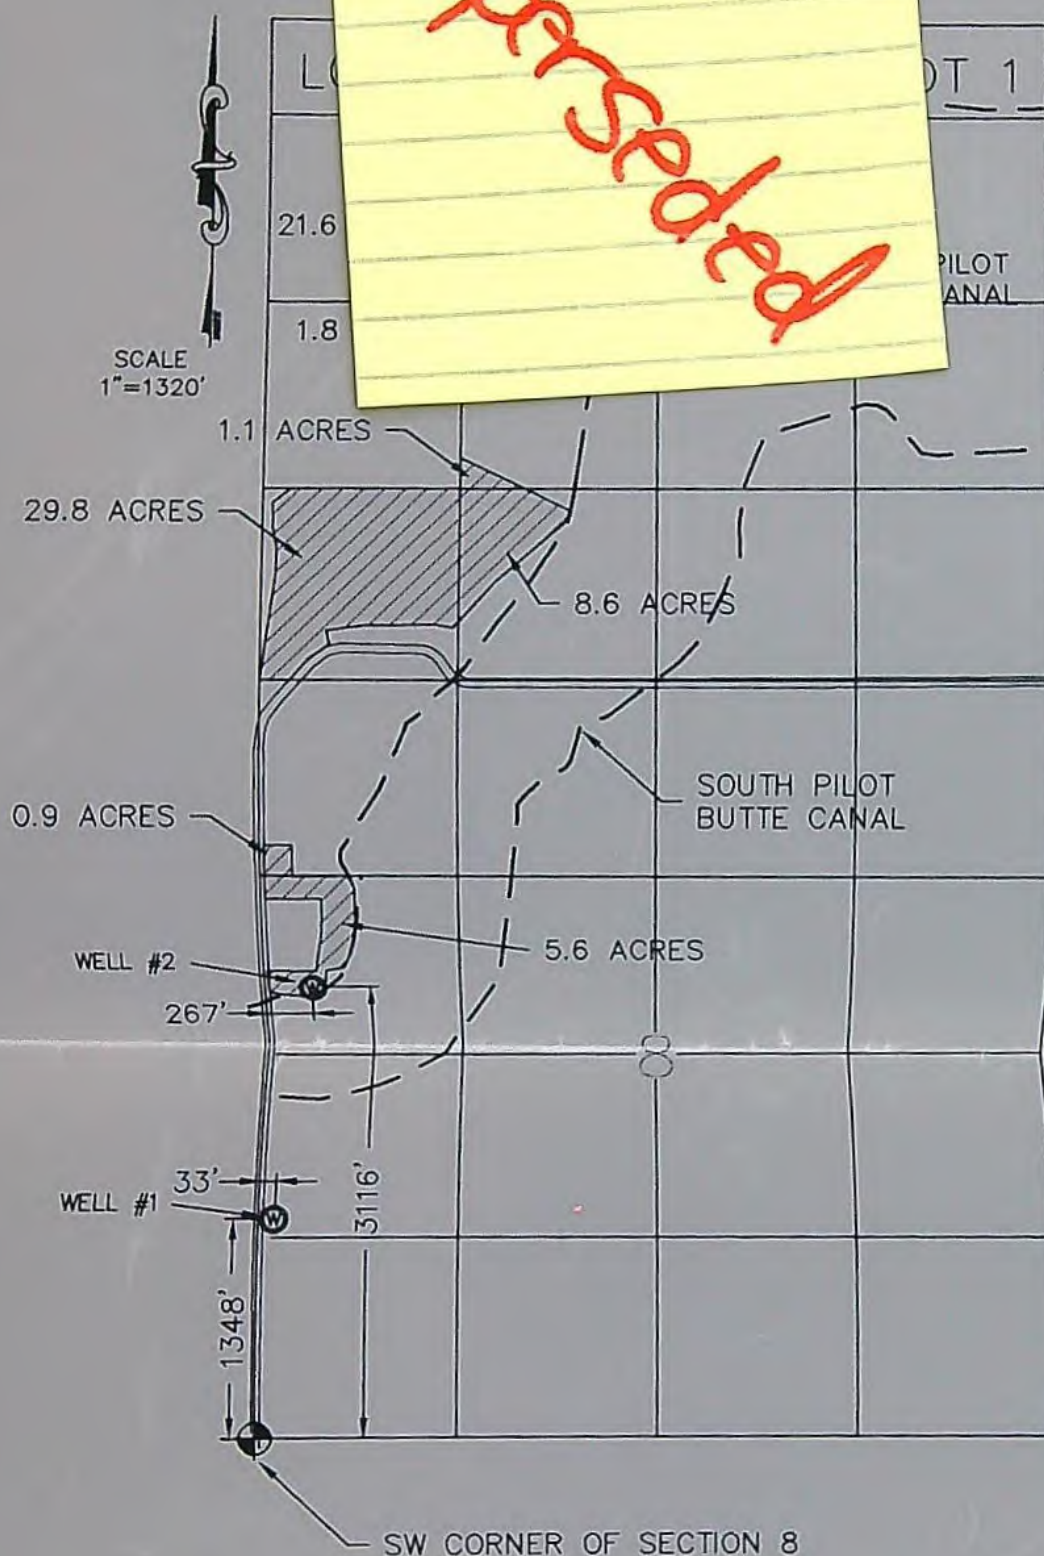 OT 1
21.6
PILOT
ANAL
1.8
SCALE
1"=1320'
1.1 ACRES
29.8 ACRES
8.6 ACRES
SOUTH PILOT
BUTTE CANAL
0.9 ACRES
5.6 ACRES
WELL #2
W
267'
8
33'
3116'
WELL #1
W
1348'
SW CORNER OF SECTION 8